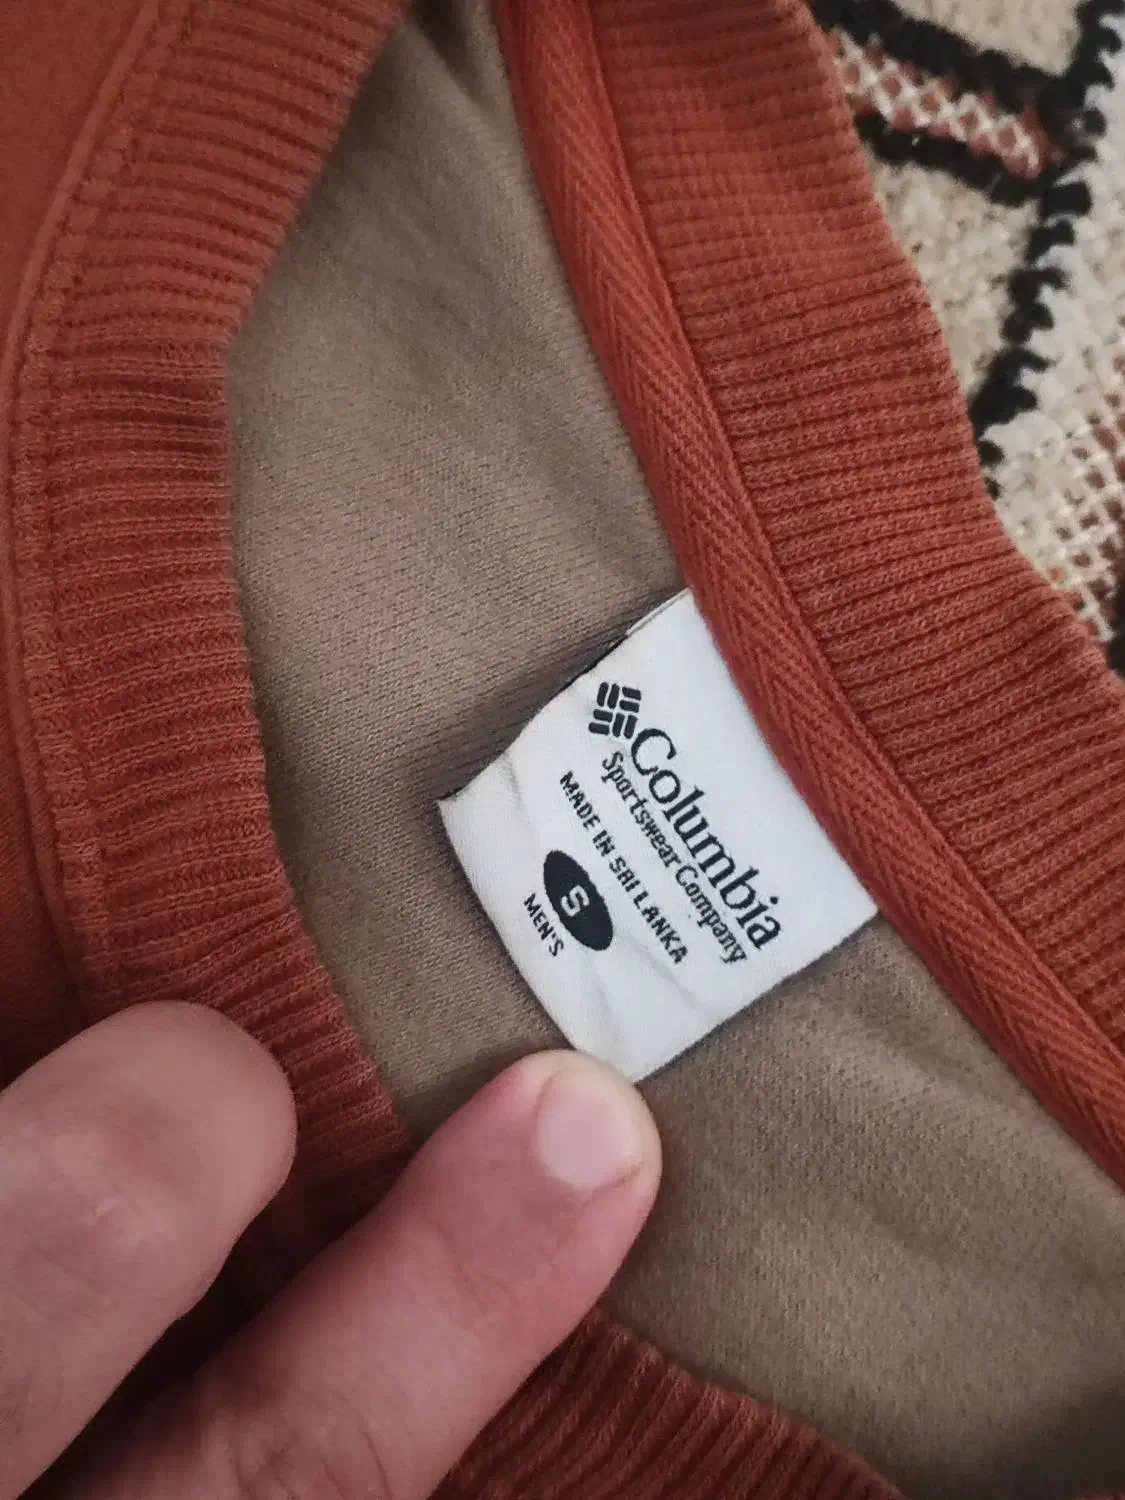 Columbia
Sportswear Company
MADE IN SRI LANKA
S
MEN'S